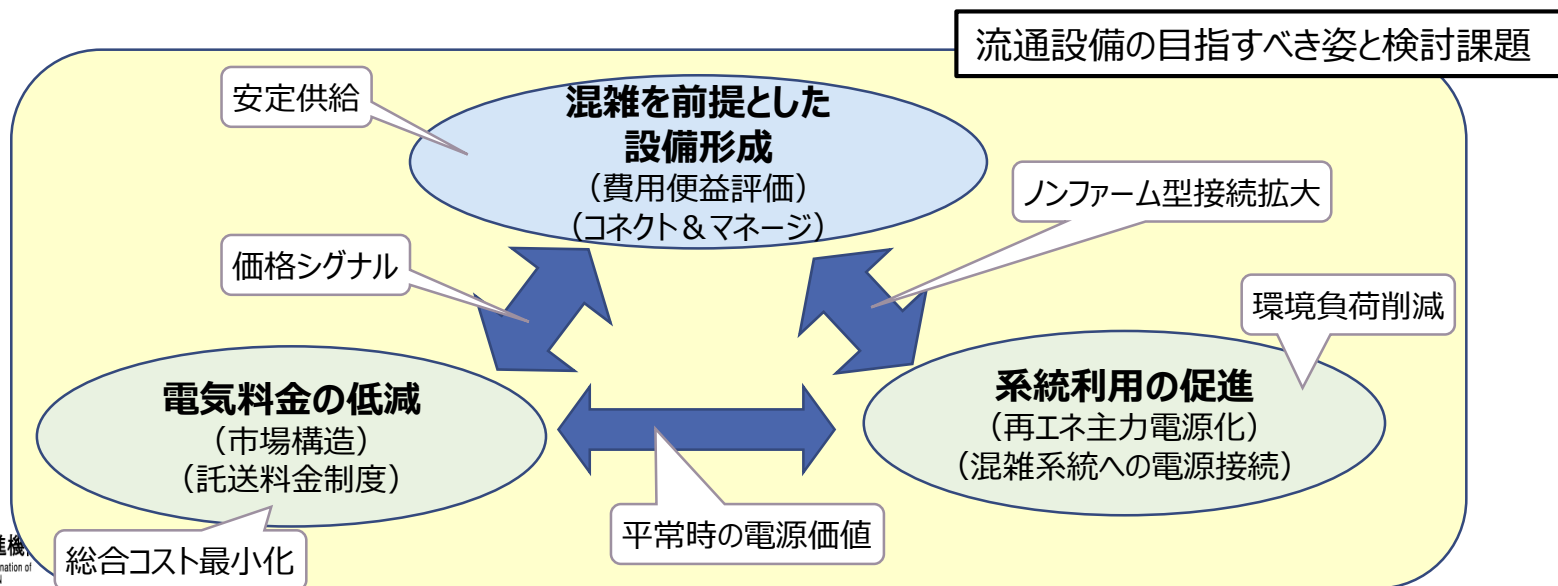 流通設備の目指すべき姿と検討課題
安定供給
混雑を前提とした
設備形成
（費用便益評価）
（コネクト＆マネージ）
ノンファーム型接続拡大
価格シグナル
環境負荷削減
電気料金の低減
（市場構造）
（託送料金制度）
系統利用の促進
（再エネ主力電源化）
（混雑系統への電源接続）
平常時の電源価値
総合コスト最小化
進機
nation of